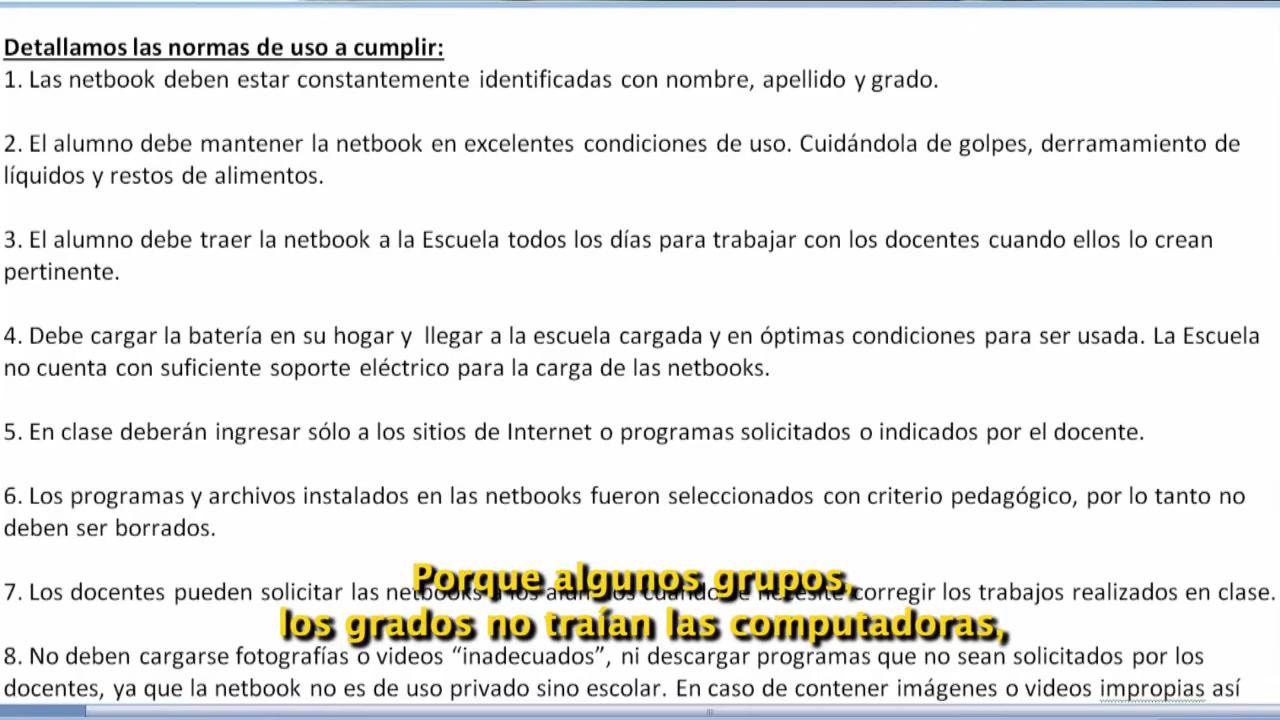 Detallamos las normas de uso a cumplir:
1. Las netbook deben estar constantemente identificadas con nombre, apellido y grado.
2. El alumno debe mantener la netbook en excelentes condiciones de uso. Cuidándola de golpes, derramamiento de
líquidos y restos de alimentos.
3. El alumno debe traer la netbook a la Escuela todos los días para trabajar con los docentes cuando ellos lo crean
pertinente.
4. Debe cargar la batería en su hogar y llegar a la escuela cargada y en óptimas condiciones para ser usada. La Escuela
no cuenta con suficiente soporte eléctrico para la carga de las netbooks.
5. En clase deberán ingresar sólo a los sitios de Internet o programas solicitados o indicados por el docente.
6. Los programas y archivos instalados en las netbooks fueron seleccionados con criterio pedagógico, por lo tanto no
deben ser borrados.
7. Los docentes pueden solicitar las netbooks a los alumnos cuando corregir los trabajos realizados en clase.
Porque algunos grupos,
los grados no traían las computadoras,
8. No deben cargarse fotografías o videos “inadecuados”, ni descargar programas que no sean solicitados por los
docentes, ya que la netbook no es de uso privado sino escolar. En caso de contener imágenes o videos impropias así